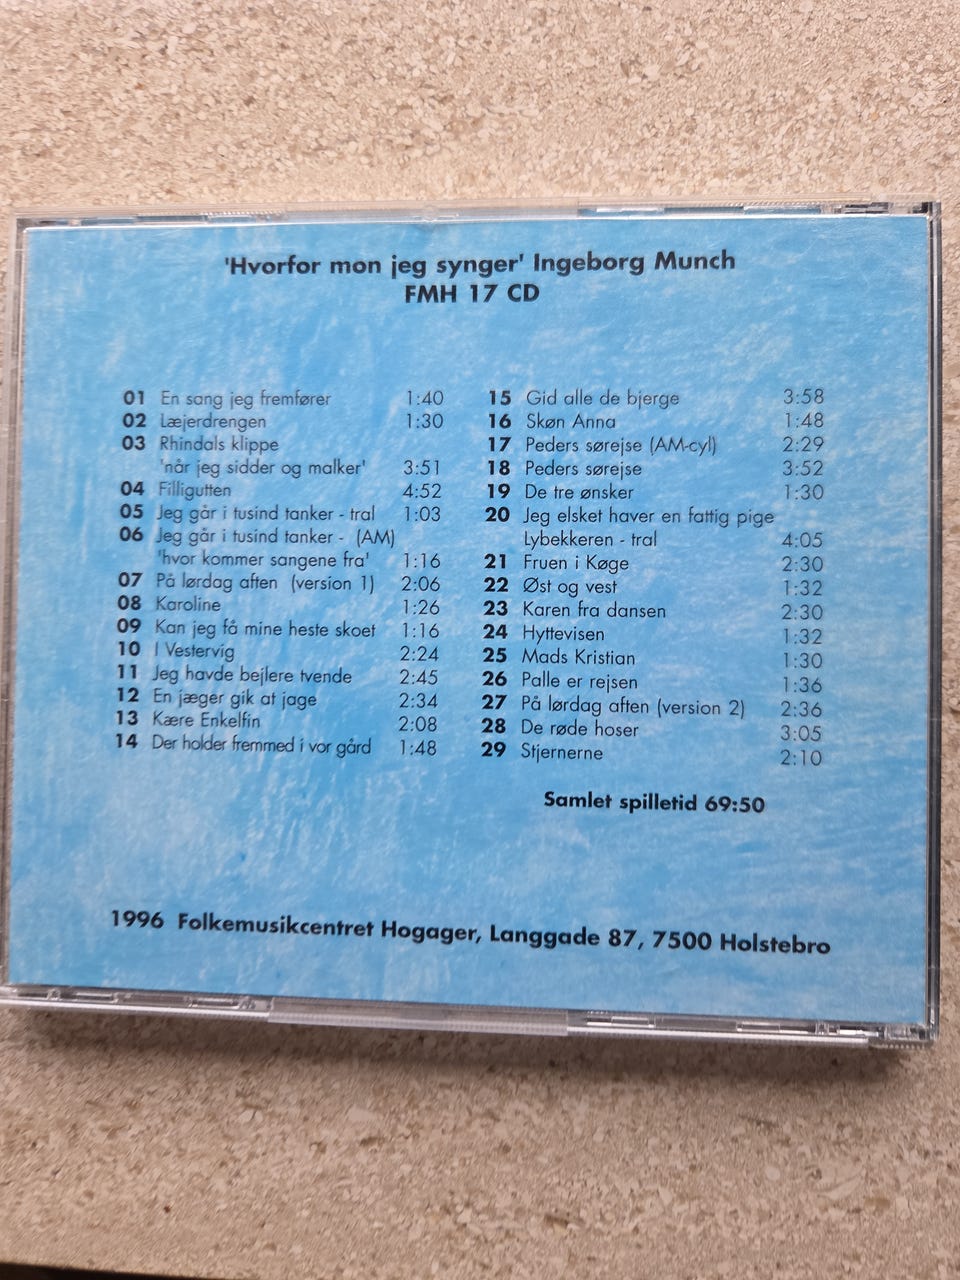 'Hvorfor mon jeg synger' Ingeborg Munch
FMH 17 CD
01 En sang jeg fremfører 1:40
02 Læjerdrengen 1:30
03 Rhindals klippe
'når jeg sidder og malker' 3:51
04 Filligutten 4:52
05 Jeg går i tusind tanker - tral 1:03
06 Jeg går i tusind tanker - (AM)
'hvor kommer sangene fra' 1:16
07 På lørdag aften (version 1) 2:06
08 Karoline 1:26
09 Kan jeg få mine heste skoet 1:16
10 I Vestervig 2:24
11 Jeg havde bejlere tvende 2:45
12 En jæger gik at jage 2:34
13 Kære Enkelfin 2:08
14 Der holder fremmed i vor gård 1:48
15 Gid alle de bjerge 3:58
16 Skøn Anna 1:48
17 Peders sørejse (AM-cyl) 2:29
18 Peders sørejse 3:52
19 De tre ønsker 1:30
20 Jeg elsket haver en fattig pige
Lybekkeren - tral 4:05
21 Fruen i Køge 2:30
22 Øst og vest 1:32
23 Karen fra dansen 2:30
24 Hyttevisen 1:32
25 Mads Kristian 1:30
26 Palle er rejsen 1:36
27 På lørdag aften (version 2) 2:36
28 De røde hoser 3:05
29 Stjernerne 2:10
Samlet spilletid 69:50
1996 Folkemusikcentret Hogager, Langgade 87, 7500 Holstebro